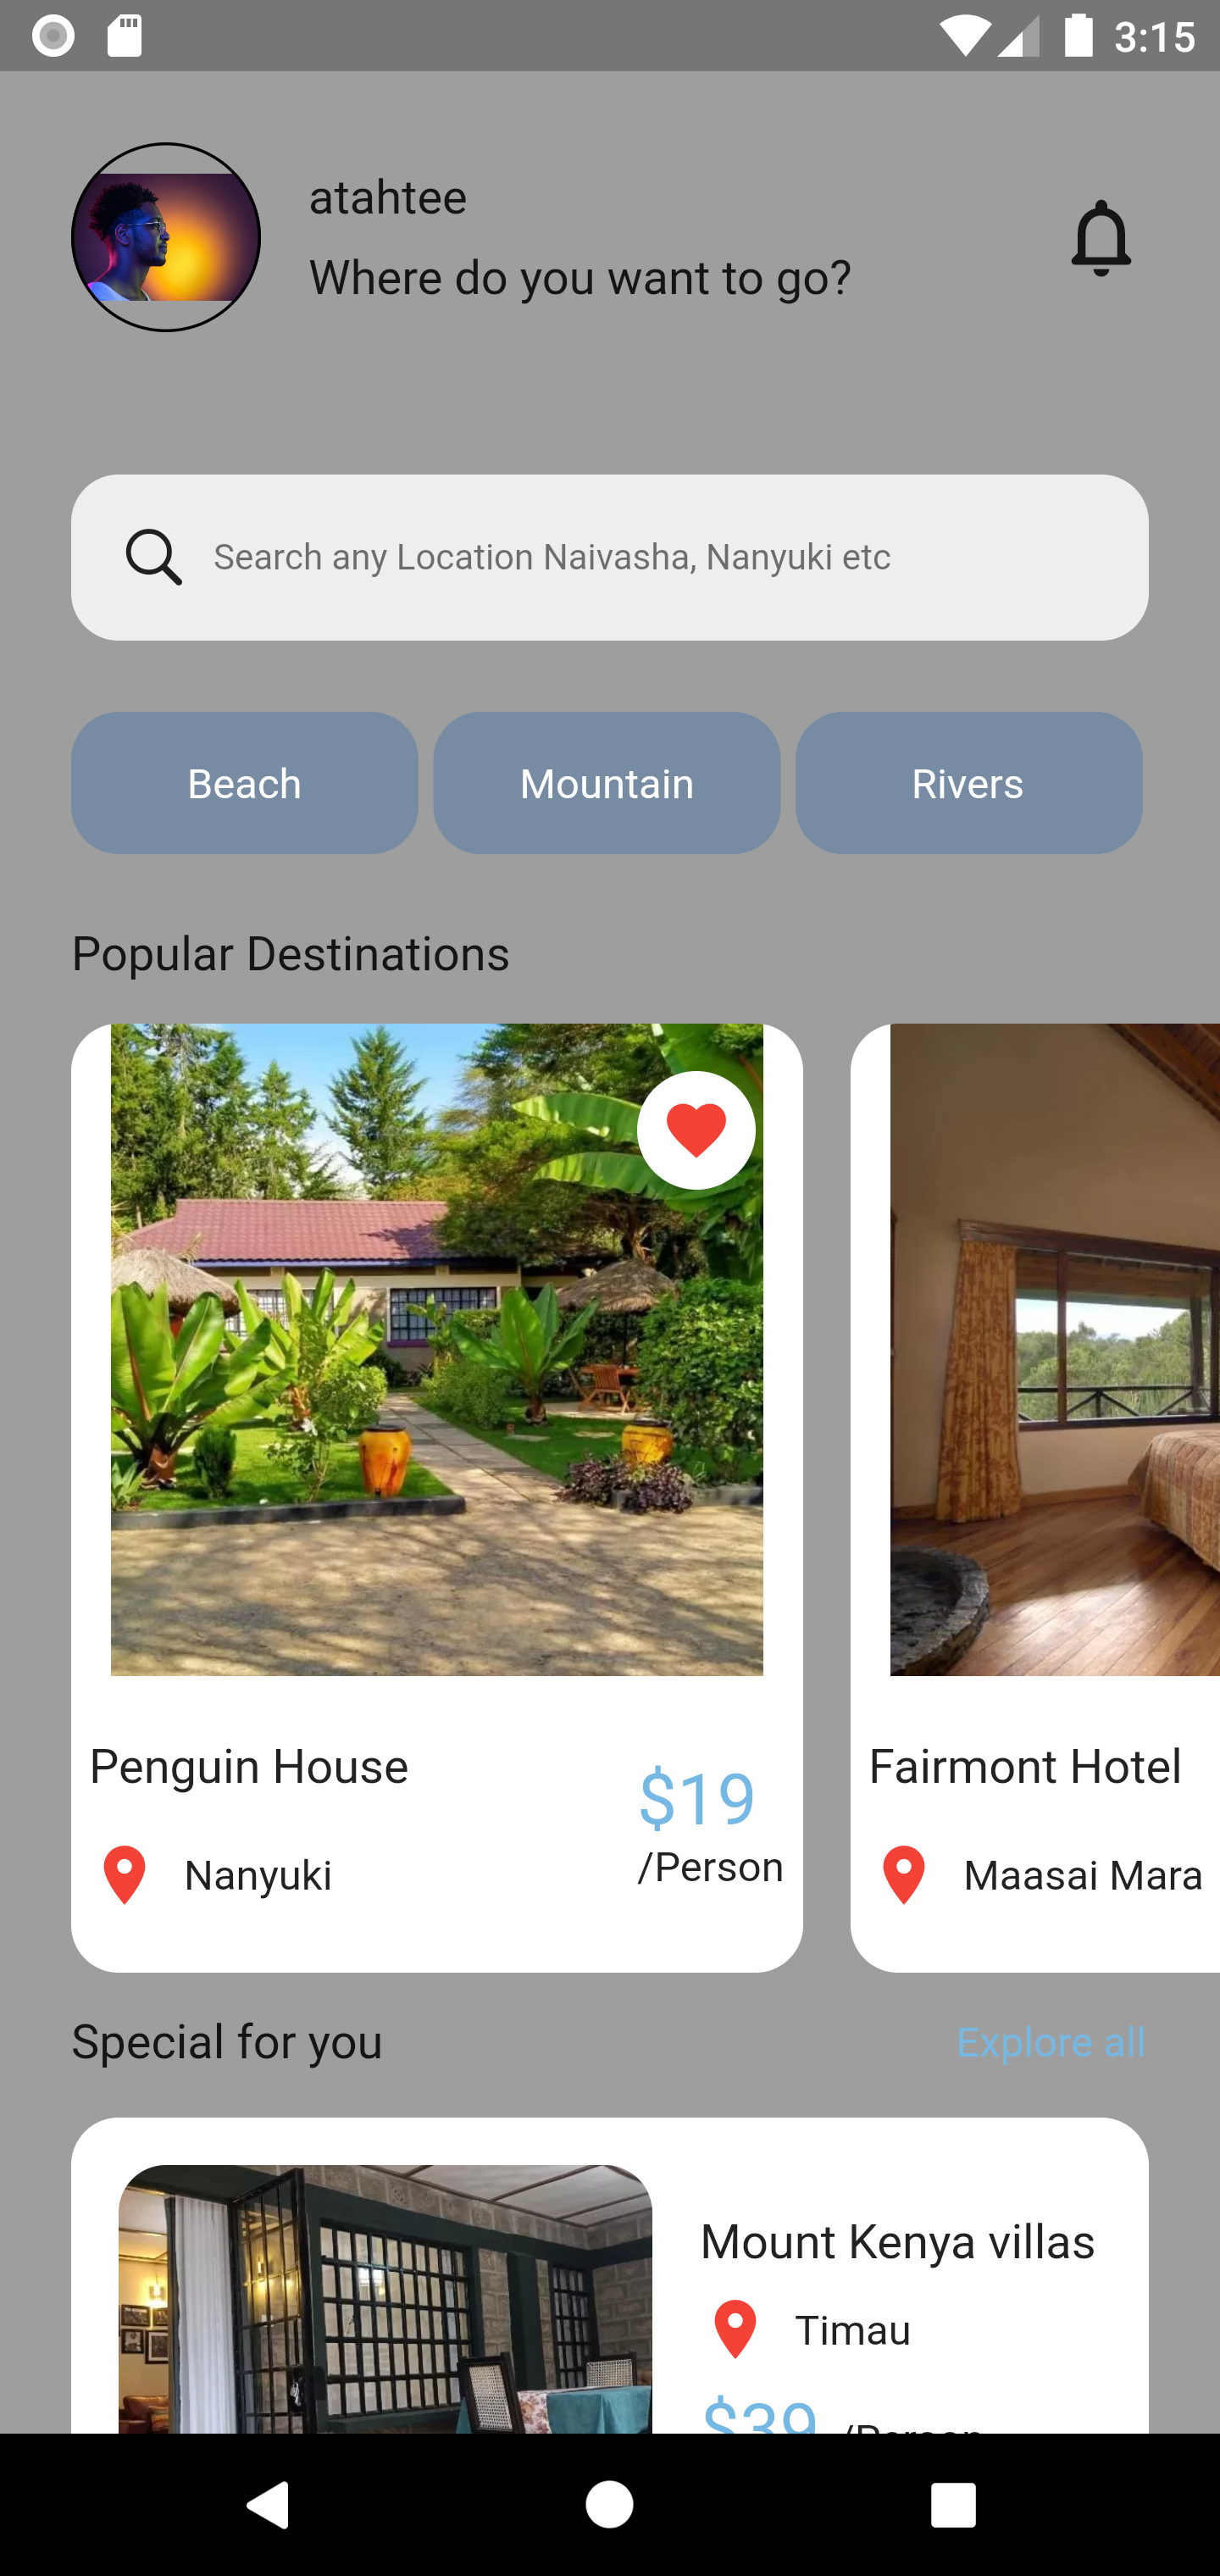 3:15
atahtee
Where do you want to go?
Search any Location Naivasha, Nanyuki etc
Beach
Mountain
Rivers
Popular Destinations
Penguin House
$19
/Person
Nanyuki
Fairmont Hotel
Maasai Mara
Special for you
Explore all
Mount Kenya villas
Timau
$39 /Person